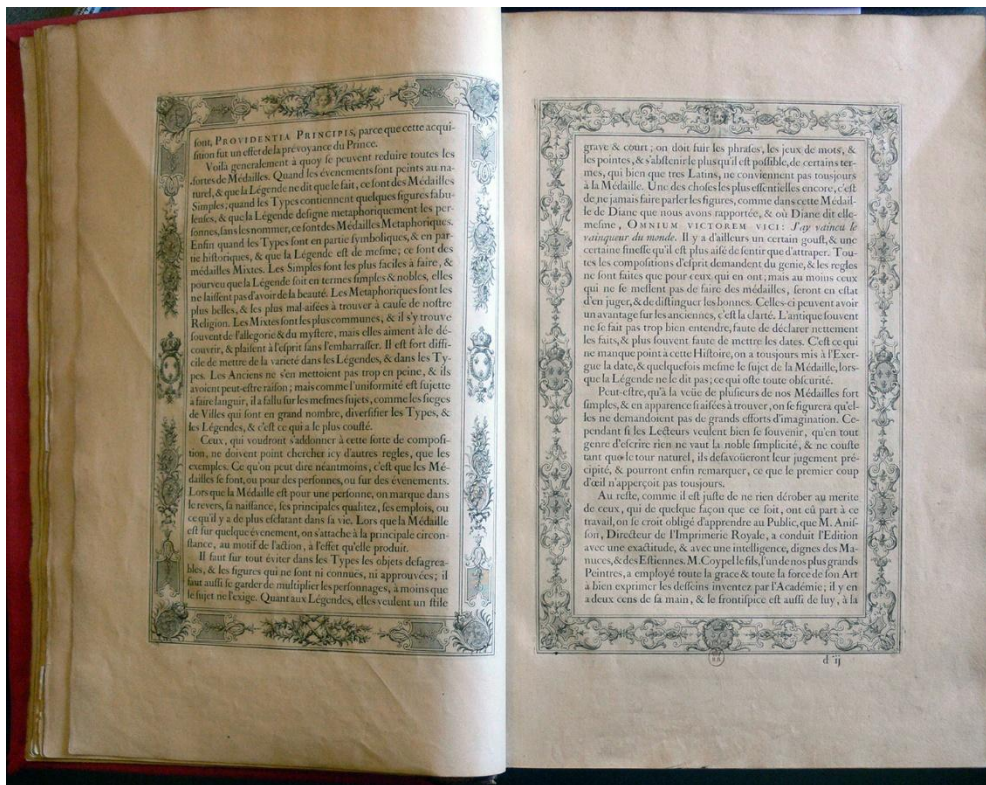 font, PROVIDENTIA PRINCIPIS, parce que cette acqui-
sition fut un effet de la prévoyance du Prince.
Voilà generalement à quoy se peuvent reduire toutes les
sortes de Médailles. Quand les évenements sont peints au na-
turel, & que la Légende ne dit que le fait, ce sont des Médailles
Simples; quand les Types contiennent quelques figures fabu-
leuses, & que la Légende designe metaphoriquement les per-
sonnes, sans les nommer, ce sont des Médailles Metaphoriques.
Enfin quand les Types sont en partie symboliques, & en par-
tie historiques, & que la Légende est de mesme; ce sont des
médailles Mixtes. Les Simples sont les plus faciles à faire, &
pourveu que la Légende soit en termes simples & nobles, elles
ne laissent pas d'avoir de la beauté. Les Metaphoriques sont les
plus belles, & les plus mal-aisées à trouver à cause de nostre
Religion. Les Mixtes sont les plus communes, & il s'y trouve
souvent de l'allegorie & du mystere, mais elles aiment à le dé-
couvrir, & plaisent à l'esprit sans l'embarrasser. Il est fort diffi-
cile de mettre de la varieté dans les Légendes, & dans les Ty-
pes. Les Anciens ne s'en mettoient pas trop en peine, & ils
avoient peut-estre raison; mais comme l'uniformité est sujette
à faire languir, il a fallu sur les mesmes sujets, comme les sieges
de Villes qui sont en grand nombre, diversifier les Types, &
les Légendes, & c'est ce qui a le plus cousté.
Ceux, qui voudront s'addonner à cette sorte de composi-
tion, ne doivent point chercher icy d'autres regles, que les
exemples. Ce qu'on peut dire néantmoins, c'est que les Mé-
dailles se font, ou pour des personnes, ou sur des évenements.
Lors que la Médaille est pour une personne, on marque dans
le revers, sa naissance, ses principales qualitez, ses emplois, ou
ce qu'il y a de plus esclatant dans sa vie. Lors que la Médaille
est sur quelque évenement, on s'attache à la principale circon-
stance, au motif de l'action, à l'effet qu'elle produit.
Il faut sur tout éviter dans les Types les objets desagrea-
bles, & les figures qui ne sont ni connues, ni approuvées; il
faut aussi se garder de multiplier les personnages, à moins que
le sujet ne l'exige. Quant aux Légendes, elles veulent un stile
grave & court; on doit fuir les phrases, les jeux de mots, &
les pointes, & s'abstenir le plus qu'il est possible, de certains ter-
mes, qui bien que tres Latins, ne conviennent pas tousjours
à la Médaille. Une des choses les plus essentielles encore, c'est
de ne jamais faire parler les figures, comme dans cette Médail-
le de Diane que nous avons rapportée, & où Diane dit elle-
mesme, OMNIUM VICTOREM VICI: J'ay vaincu le
vainqueur du monde. Il y a d'ailleurs un certain goust, & une
certaine finesse qu'il est plus aisé de sentir que d'attraper. Tou-
tes les compositions d'esprit demandent du genie, & les regles
ne sont faites que pour ceux qui en ont; mais au moins ceux
qui ne se meslent pas de faire des médailles, seront en estat
d'en juger, & de distinguer les bonnes. Celles-ci peuvent avoir
un avantage sur les anciennes, c'est la clarté. L'antique souvent
ne se fait pas trop bien entendre, faute de déclarer nettement
les faits, & plus souvent faute de mettre les dates. C'est ce qui
ne manque point à cette Histoire, on a tousjours mis à l'Exer-
gue la date, & quelquefois mesme le sujet de la Médaille, lors-
que la Légende ne le dit pas; ce qui oste toute obscurité.
Peut-estre, qu'à la veüe de plusieurs de nos Médailles fort
simples, & en apparence si aisées à trouver, on se figurera qu'el-
les ne demandoient pas de grands efforts d'imagination. Ce-
pendant si les Lecteurs veulent bien se souvenir, qu'en tout
genre d'escrire rien ne vaut la noble simplicité, & ne couste
tant que le tour naturel, ils desavoüeront leur jugement pré-
cipité, & pourront enfin remarquer, ce que le premier coup
d'œil n'apperçoit pas tousjours.
Au reste, comme il est juste de ne rien dérober au merite
de ceux, qui de quelque façon que ce soit, ont eû part à ce
travail, on se croit obligé d'apprendre au Public, que M. Anis-
son, Directeur de l'Imprimerie Royale, a conduit l'Edition
avec une exactitude, & avec une intelligence, dignes des Ma-
nuces, & des Estiennes. M. Coypel le fils, l'un de nos plus grands
Peintres, a employé toute la grace & toute la force de son Art
à bien exprimer les desseins inventez par l'Académie; il y en
a deux cens de sa main, & le frontispice est aussi de luy, à la
d ij